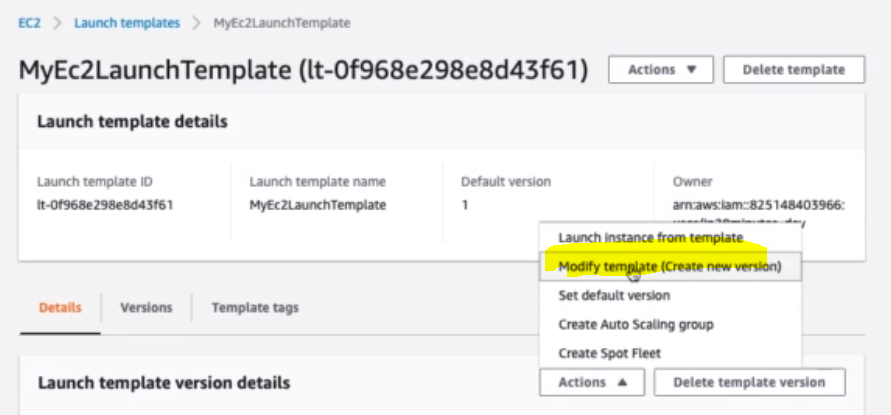 EC2 > Launch templates > MyEc2LaunchTemplate
MyEc2LaunchTemplate (lt-0f968e298e8d43f61)
Actions ▼
Delete template
Launch template details
Launch template ID
lt-0f968e298e8d43f61
Launch template name
MyEc2LaunchTemplate
Default version
1
Owner
arn:aws:iam::825148403966:
Launch instance from template
Modify template (Create new version)
Set default version
Create Auto Scaling group
Create Spot Fleet
Details
Versions
Template tags
Launch template version details
Actions ▲
Delete template version